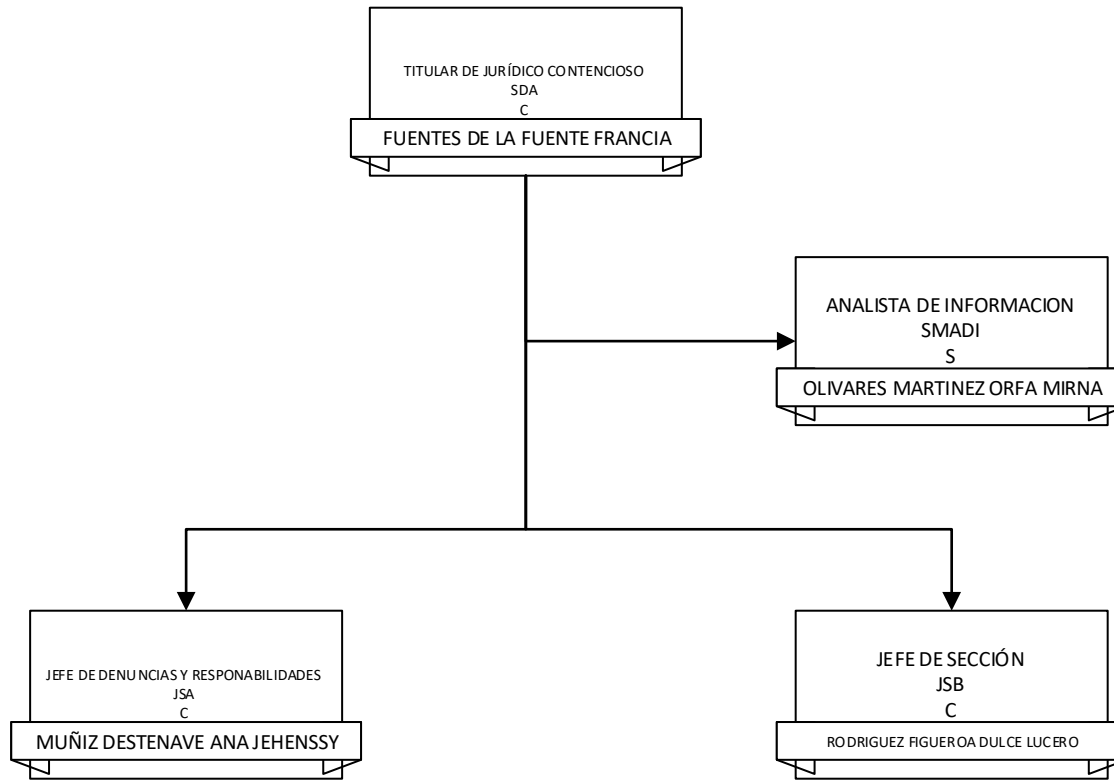 TITULAR DE JURÍDICO CONTENCIOSO
SDA
C
FUENTES DE LA FUENTE FRANCIA
ANALISTA DE INFORMACION
SMADI
S
OLIVARES MARTINEZ ORFA MIRNA
JEFE DE DENUNCIAS Y RESPONABILIDADES
JSA
C
MUÑIZ DESTENAVE ANA JEHENSSY
JEFE DE SECCIÓN
JSB
C
RODRIGUEZ FIGUEROA DULCE LUCERO